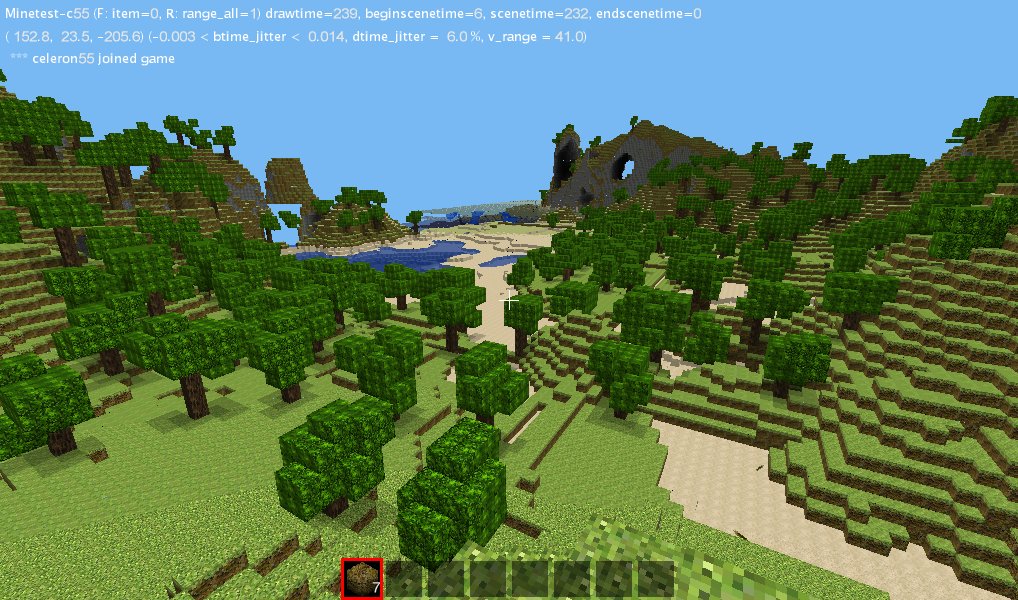 Minetest-c55 (F: item=0, R: range_all=1) drawtime=239, beginscenetime=6, scenetime=232, endscenetime=0
( 152.8,  23.5, -205.6) (-0.003 < btime_jitter <  0.014, dtime_jitter =  6.0 %, v_range = 41.0)
*** celeron55 joined game
7